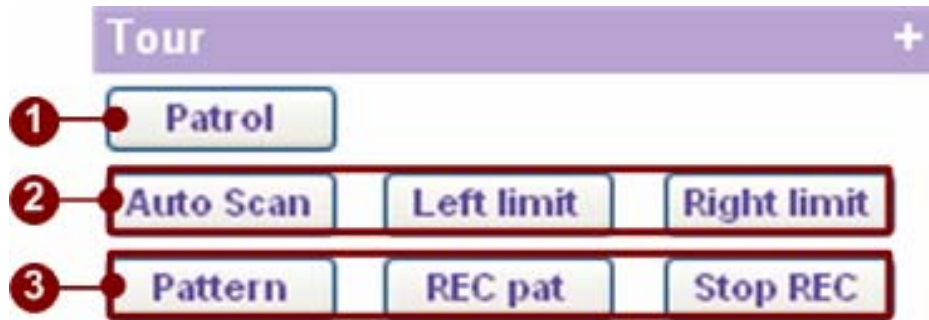 Tour +
1 Patrol
2 Auto Scan Left limit Right limit
3 Pattern REC pat Stop REC